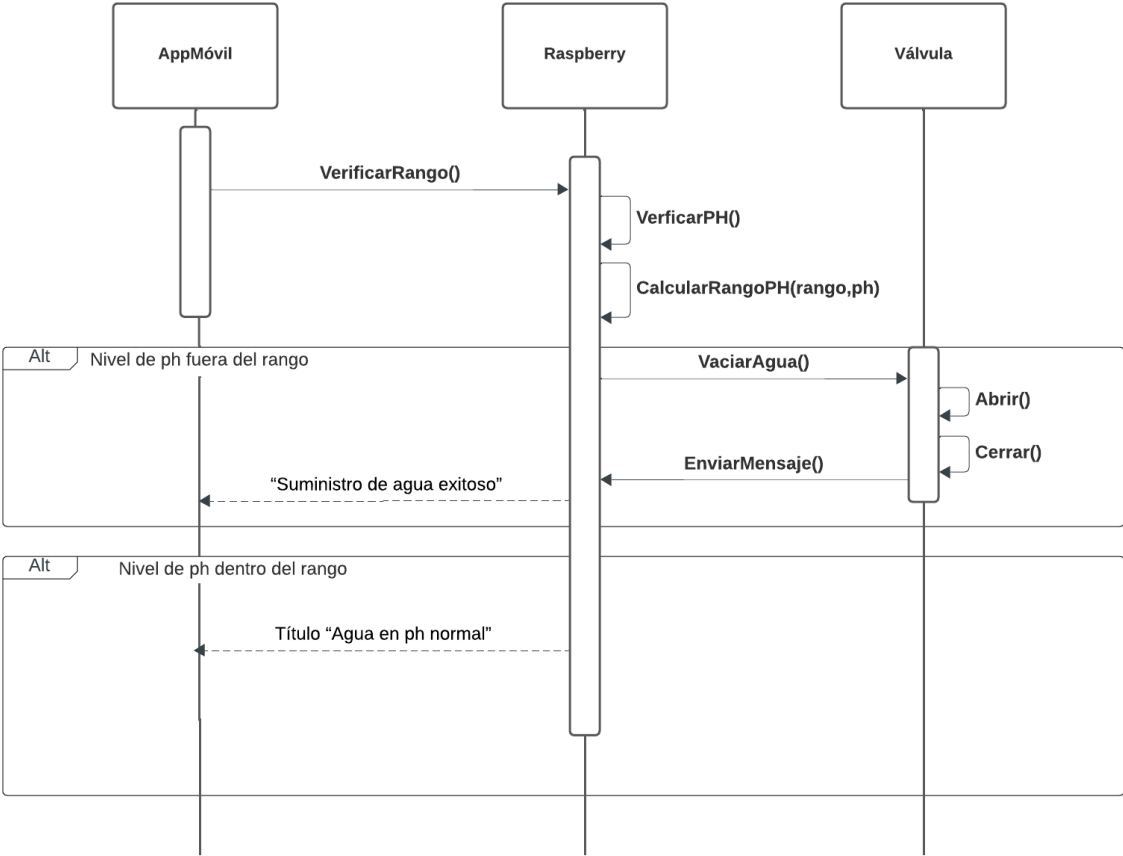 AppMóvil
Raspberry
Válvula
VerificarRango()
VerficarPH()
CalcularRangoPH(rango,ph)
Alt
Nivel de ph fuera del rango
VaciarAgua()
Abrir()
Cerrar()
EnviarMensaje()
“Suministro de agua exitoso”
Alt
Nivel de ph dentro del rango
Título “Agua en ph normal”